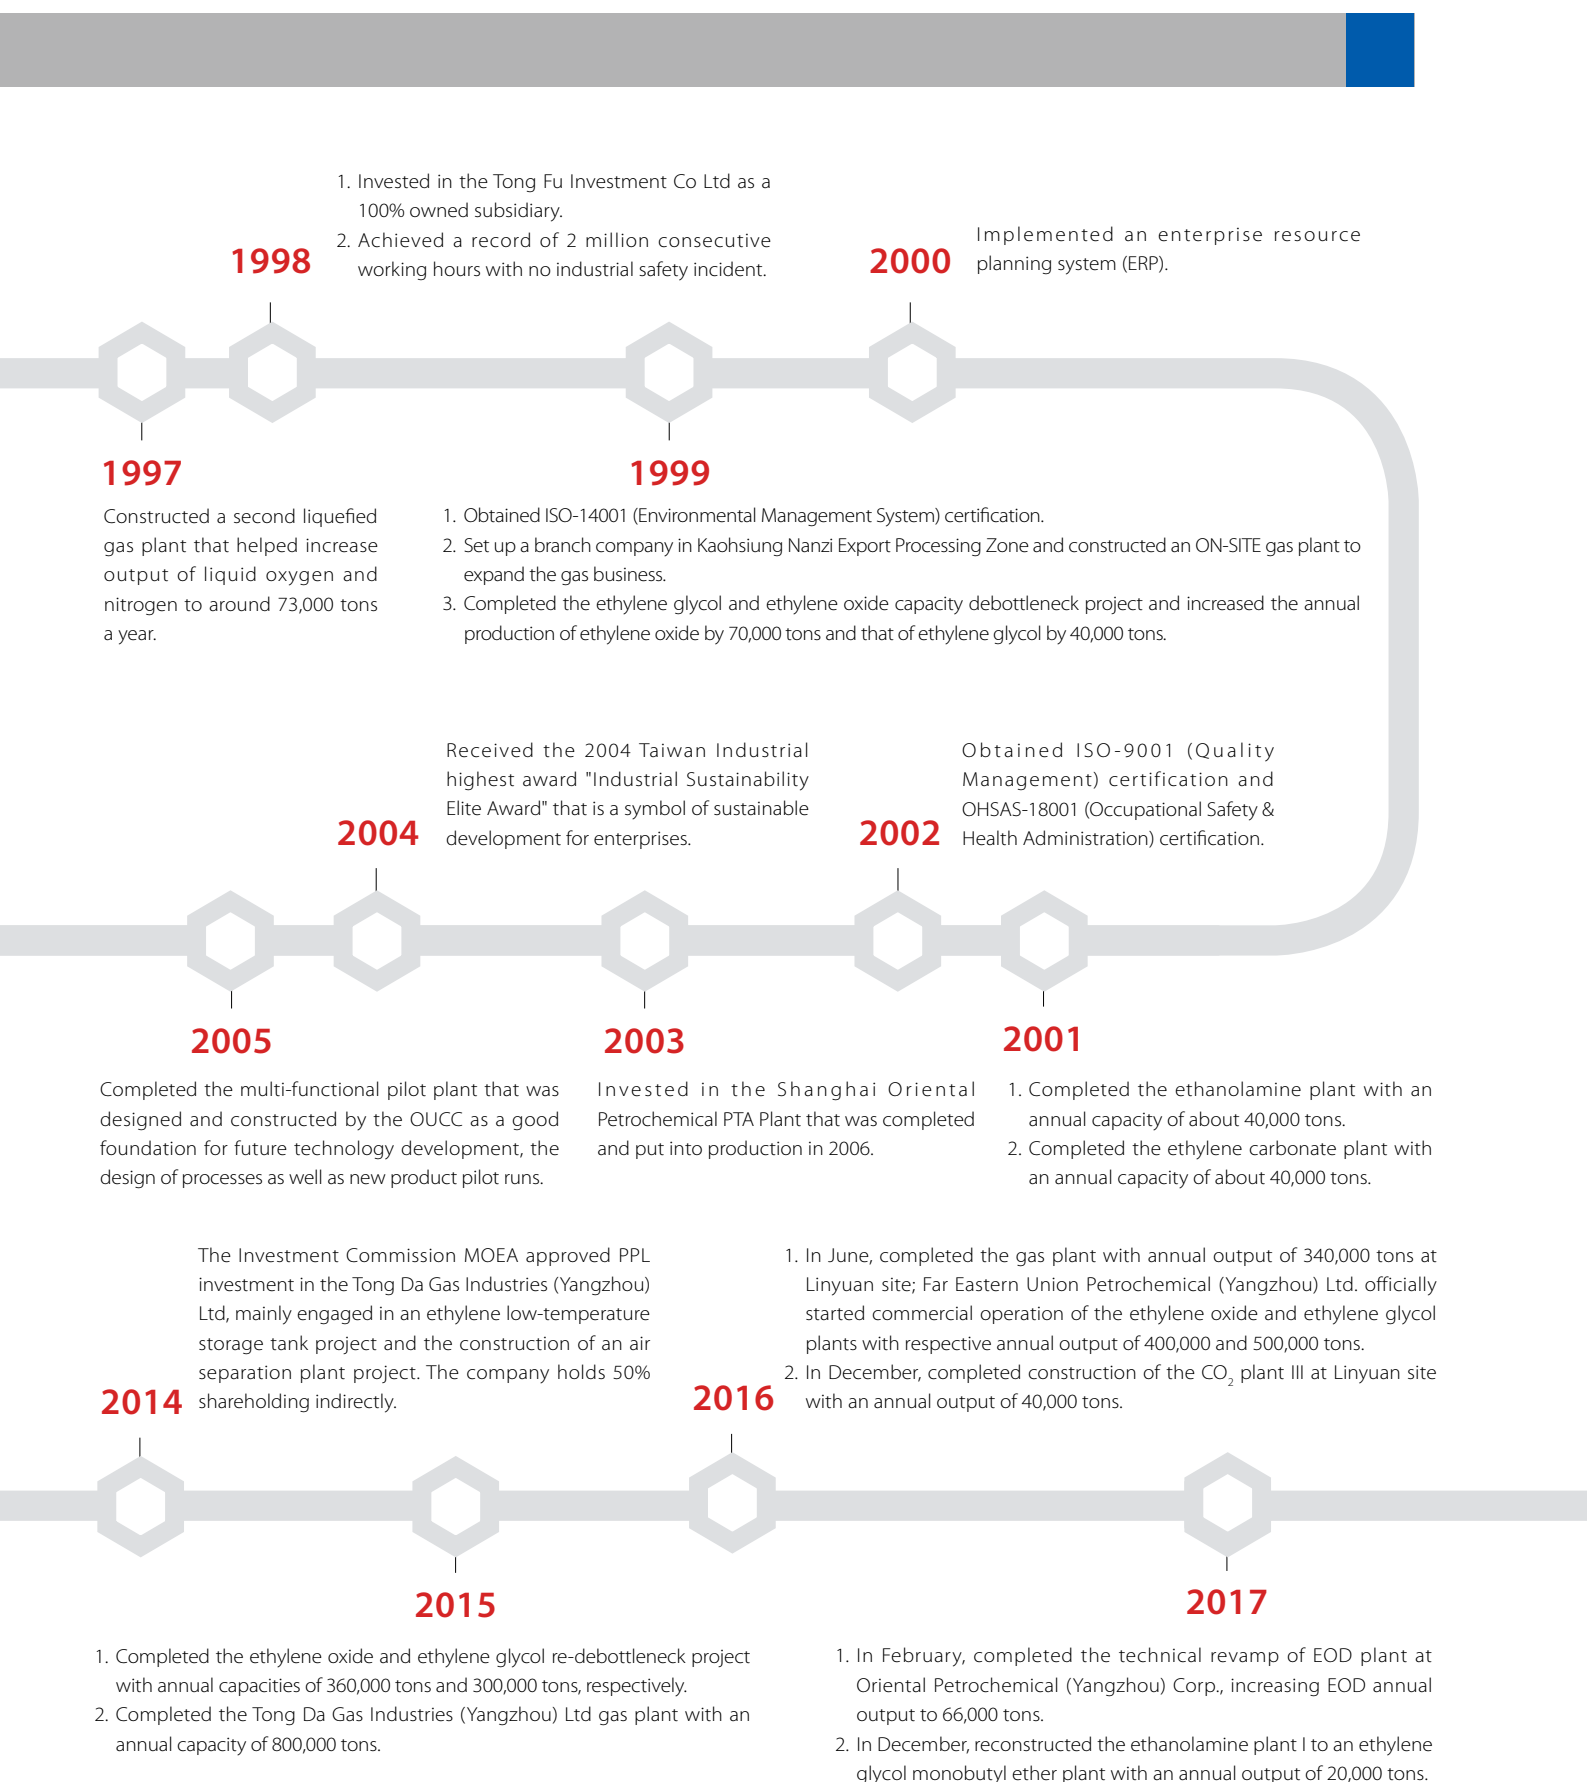 1998
1. Invested in the Tong Fu Investment Co Ltd as a
100% owned subsidiary.
2. Achieved a record of 2 million consecutive
working hours with no industrial safety incident.
2000
Implemented an enterprise resource
planning system (ERP).
1997
Constructed a second liquefied
gas plant that helped increase
output of liquid oxygen and
nitrogen to around 73,000 tons
a year.
1999
1. Obtained ISO-14001 (Environmental Management System) certification.
2. Set up a branch company in Kaohsiung Nanzi Export Processing Zone and constructed an ON-SITE gas plant to
expand the gas business.
3. Completed the ethylene glycol and ethylene oxide capacity debottleneck project and increased the annual
production of ethylene oxide by 70,000 tons and that of ethylene glycol by 40,000 tons.
2004
Received the 2004 Taiwan Industrial
highest award "Industrial Sustainability
Elite Award" that is a symbol of sustainable
development for enterprises.
2002
Obtained ISO-9001 (Quality
Management) certification and
OHSAS-18001 (Occupational Safety &
Health Administration) certification.
2005
Completed the multi-functional pilot plant that was
designed and constructed by the OUCC as a good
foundation for future technology development, the
design of processes as well as new product pilot runs.
2003
Invested in the Shanghai Oriental
Petrochemical PTA Plant that was completed
and put into production in 2006.
2001
1. Completed the ethanolamine plant with an
annual capacity of about 40,000 tons.
2. Completed the ethylene carbonate plant with
an annual capacity of about 40,000 tons.
2014
The Investment Commission MOEA approved PPL
investment in the Tong Da Gas Industries (Yangzhou)
Ltd, mainly engaged in an ethylene low-temperature
storage tank project and the construction of an air
separation plant project. The company holds 50%
shareholding indirectly.
2016
1. In June, completed the gas plant with annual output of 340,000 tons at
Linyuan site; Far Eastern Union Petrochemical (Yangzhou) Ltd. officially
started commercial operation of the ethylene oxide and ethylene glycol
plants with respective annual output of 400,000 and 500,000 tons.
2. In December, completed construction of the CO₂ plant III at Linyuan site
with an annual output of 40,000 tons.
2015
1. Completed the ethylene oxide and ethylene glycol re-debottleneck project
with annual capacities of 360,000 tons and 300,000 tons, respectively.
2. Completed the Tong Da Gas Industries (Yangzhou) Ltd gas plant with an
annual capacity of 800,000 tons.
2017
1. In February, completed the technical revamp of EOD plant at
Oriental Petrochemical (Yangzhou) Corp., increasing EOD annual
output to 66,000 tons.
2. In December, reconstructed the ethanolamine plant I to an ethylene
glycol monobutyl ether plant with an annual output of 20,000 tons.